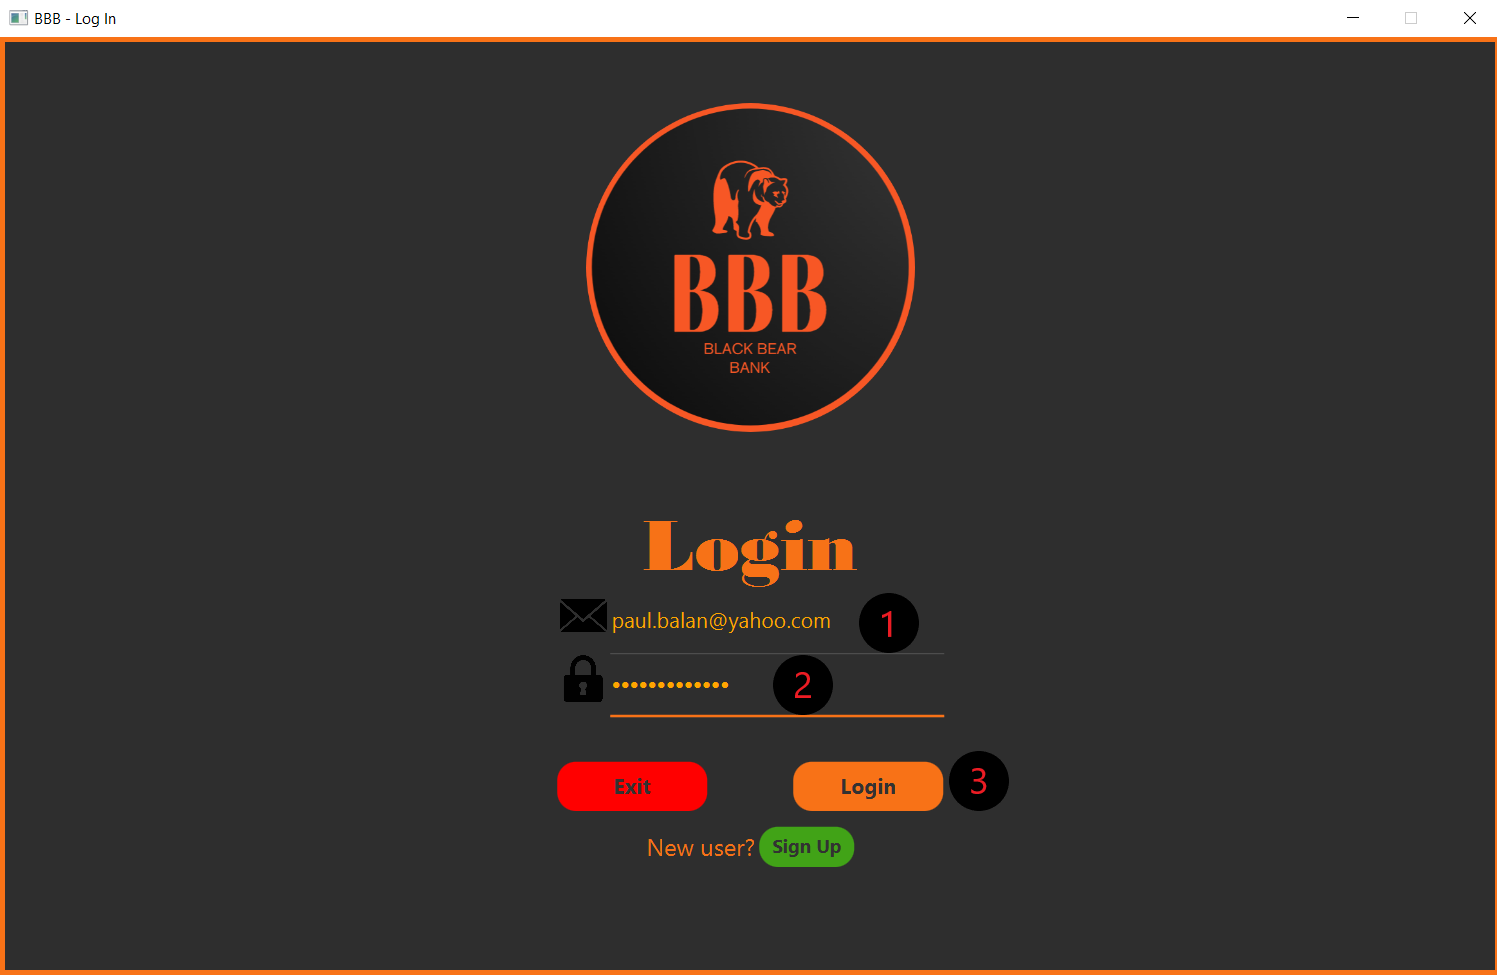 BBB - Log In
BBB
BLACK BEAR
BANK
Login
paul.balan@yahoo.com 1
••••••••••••• 2
Exit Login 3
New user? Sign Up